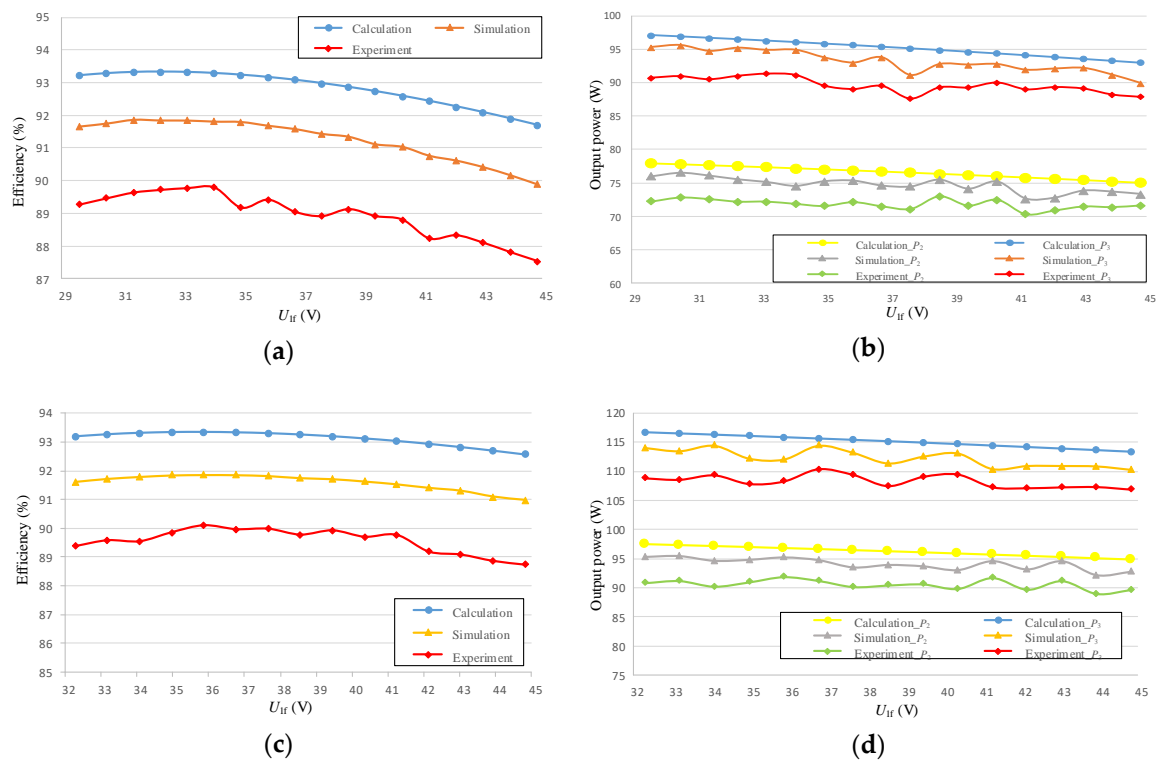 95
94
93
92
91
90
89
88
87
Efficiency (%)
Calculation
Simulation
Experiment
29 31 33 35 37 39 41 43 45
U1f (V)
(a)
100
95
90
85
80
75
70
65
60
Output power (W)
Calculation_P2
Calculation_P3
Simulation_P2
Simulation_P3
Experiment_P2
Experiment_P3
29 31 33 35 37 39 41 43 45
U1f (V)
(b)
94
93
92
91
90
89
88
87
86
85
Efficiency (%)
Calculation
Simulation
Experiment
32 33 34 35 36 37 38 39 40 41 42 43 44 45
U1f (V)
(c)
120
115
110
105
100
95
90
85
80
75
Output power (W)
Calculation_P2
Calculation_P3
Simulation_P2
Simulation_P3
Experiment_P2
Experiment_P3
32 33 34 35 36 37 38 39 40 41 42 43 44 45
U1f (V)
(d)